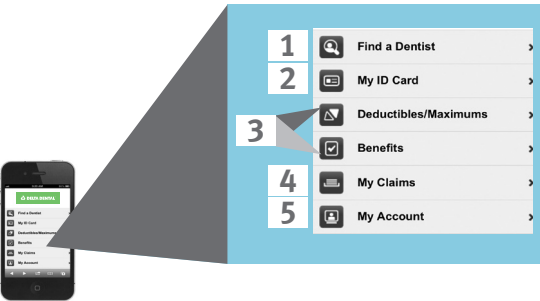 1 Find a Dentist
2 My ID Card
3 Deductibles/Maximums
Benefits
4 My Claims
5 My Account
DELTA DENTAL
Find a Dentist
My ID Card
Deductibles/Maximums
Benefits
My Claims
My Account